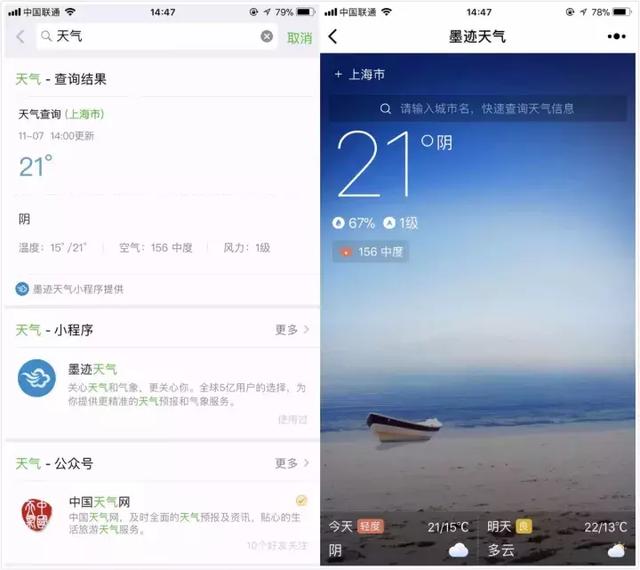 中国联通
14:47
79%
天气
取消
天气 - 查询结果
天气查询 (上海市)
11-07 14:00更新
21°
阴
温度：15°/21°
空气：156 中度
风力：1级
墨迹天气小程序提供
天气 - 小程序
更多
墨迹天气
关心天气和气象、更关心你。全球5亿用户的选择，为
你提供更精准的天气预报和气象服务。
使用过
天气 - 公众号
更多
中国天气网
中国天气网，及时全面的天气预报及资讯，贴心的生
活旅游天气服务。
10个好友关注
中国联通
14:47
78%
墨迹天气
+ 上海市
请输入城市名，快速查询天气信息
21°阴
67%
1级
156 中度
今天 轻度 21/15℃
阴
明天 良 22/13℃
多云